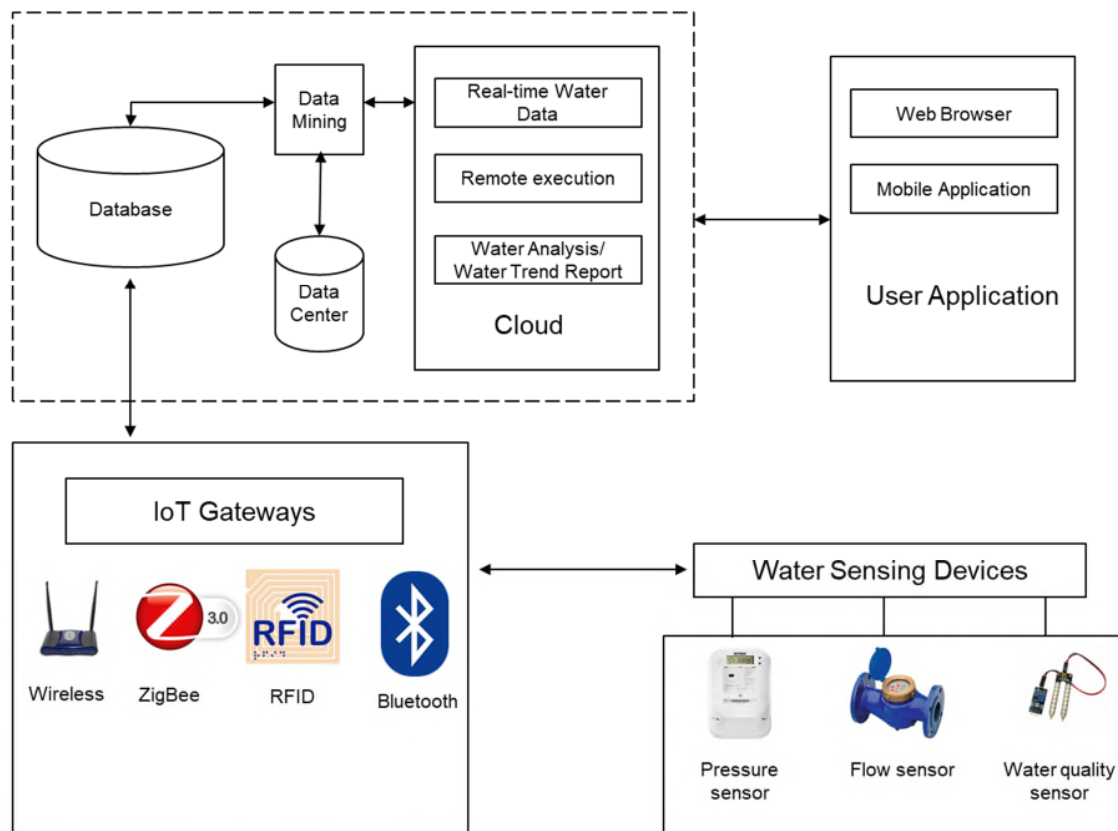 Real-time Water
Data
Data
Mining
Web Browser
Remote execution
Mobile Application
Database
Water Analysis/
Water Trend Report
Data
Center
Cloud
User Application
IoT Gateways
Water Sensing Devices
3.0
RFID
Wireless
ZigBee
RFID
Bluetooth
Pressure
sensor
Flow sensor
Water quality
sensor